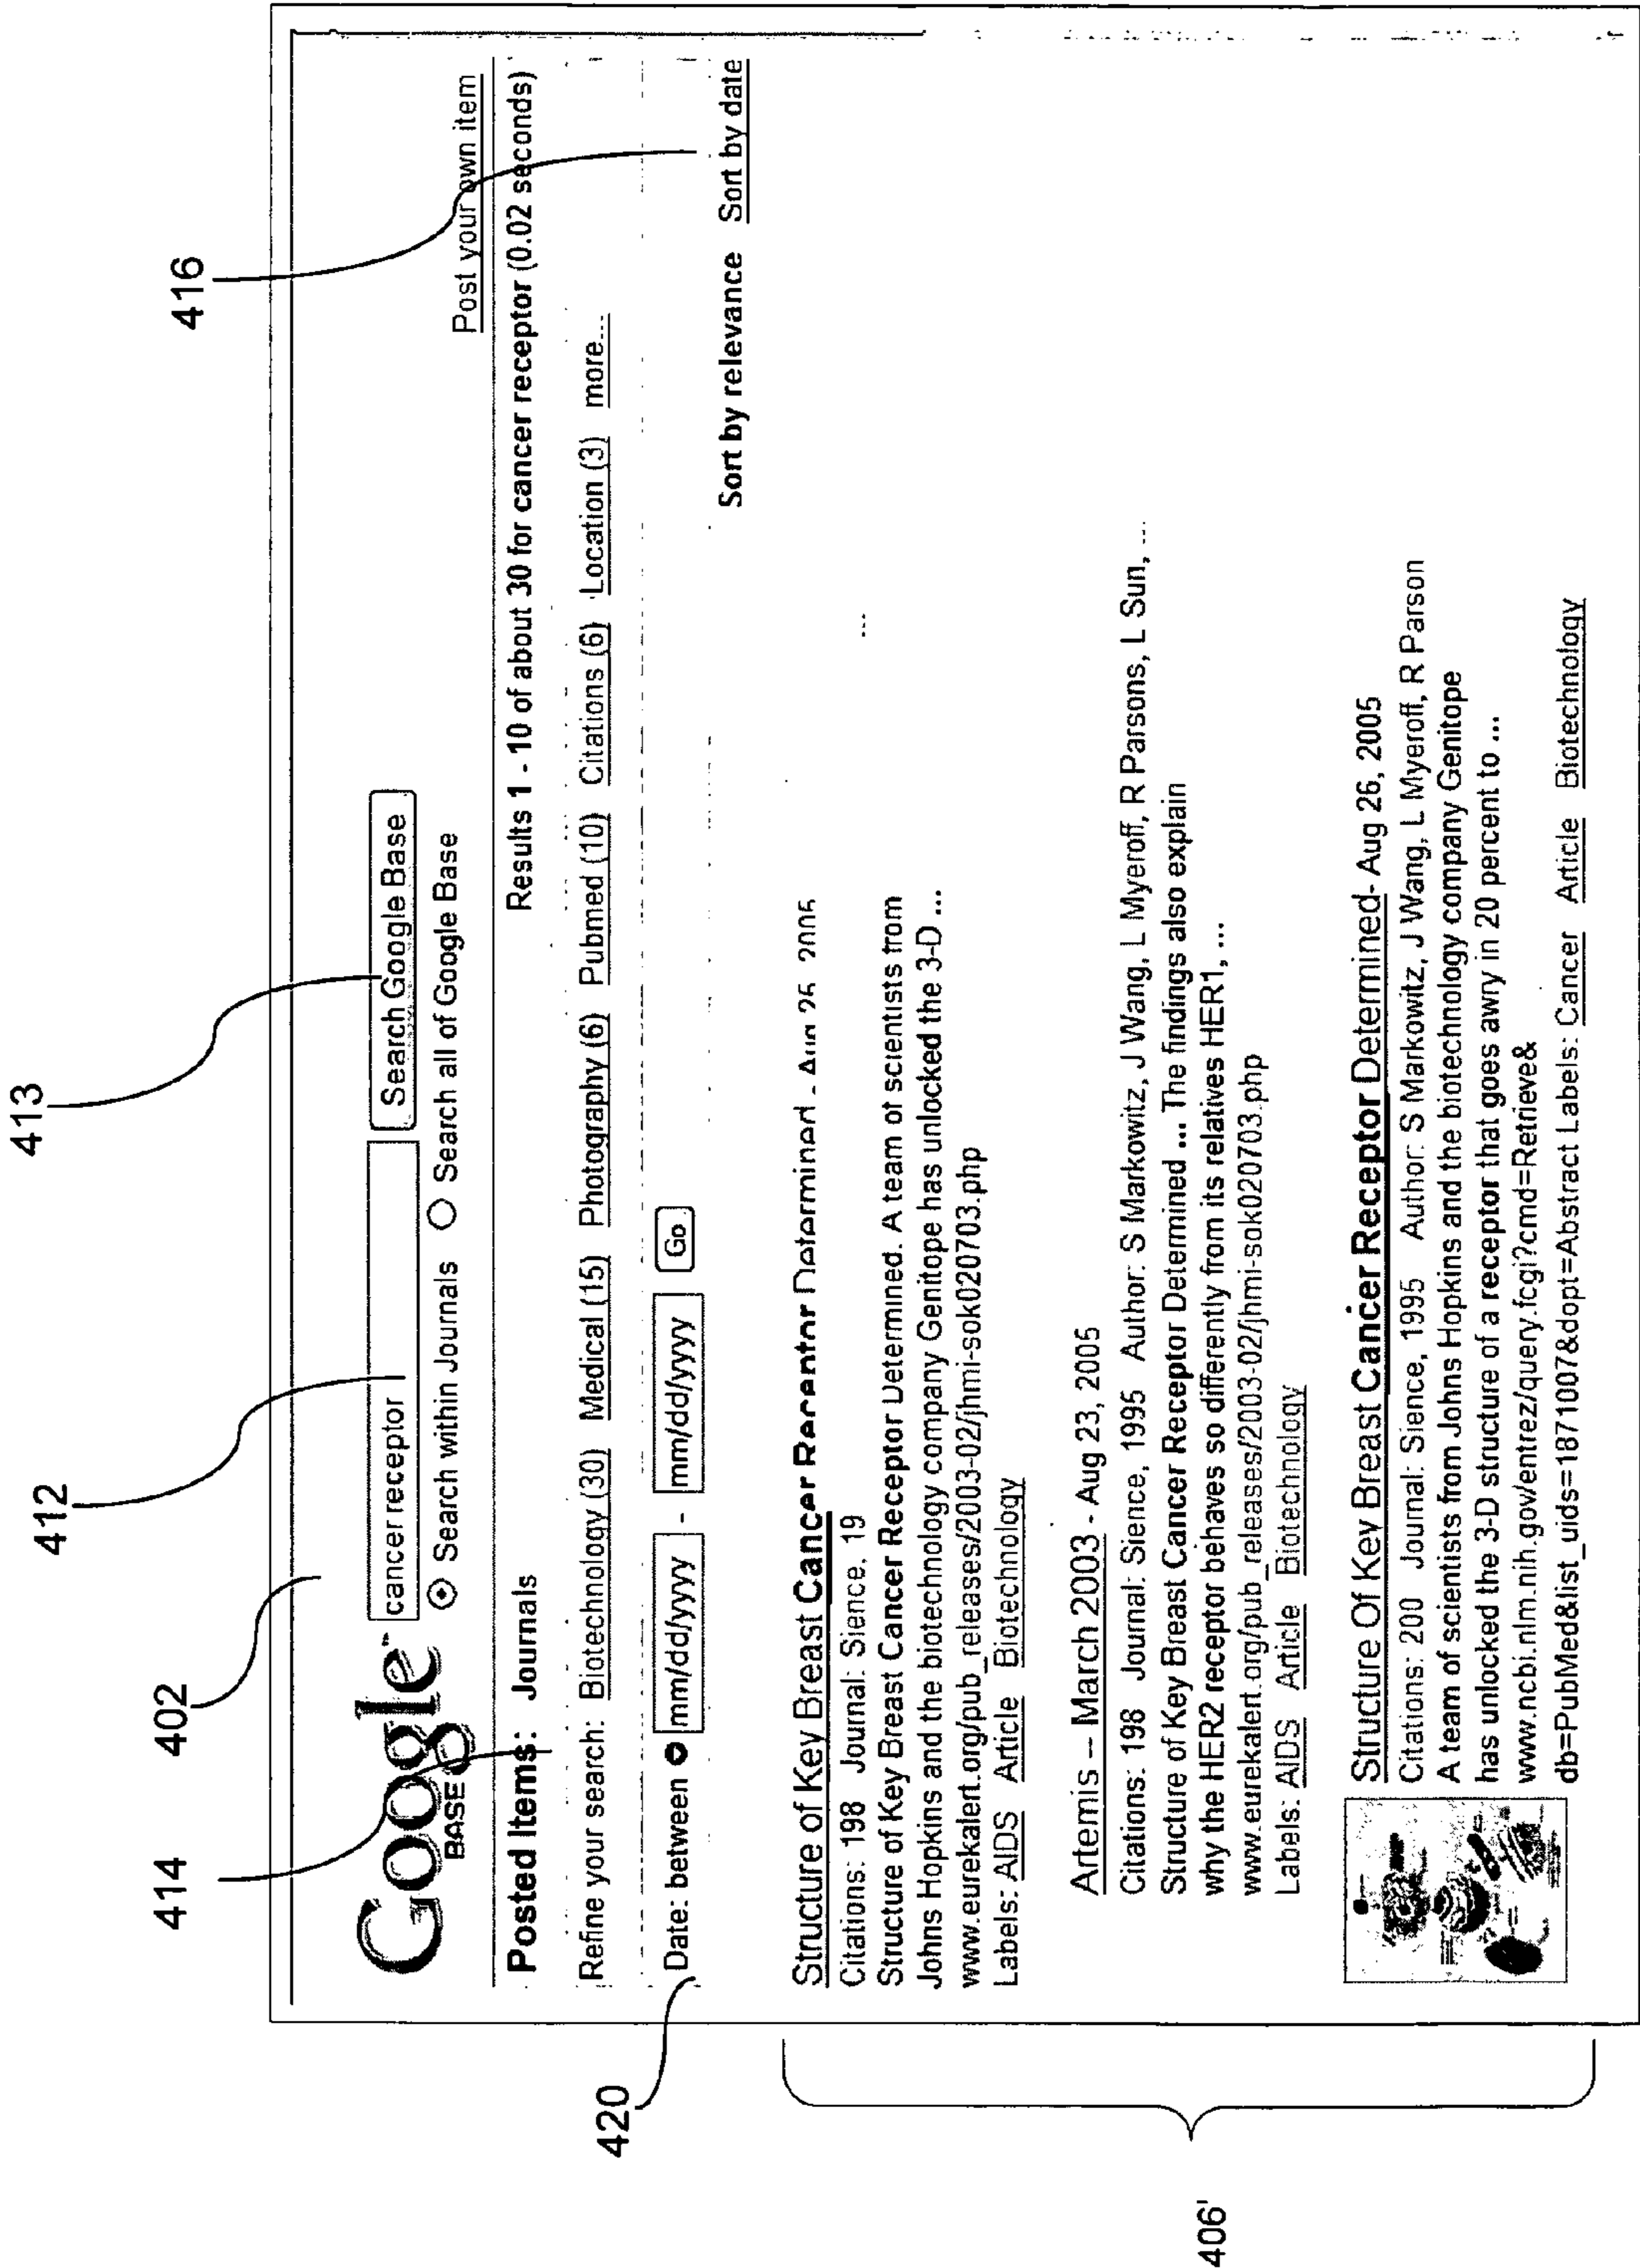 413
412
402
414
416
Google
BASE
cancer receptor Search Google Base
Search within Journals Search all of Google Base
Post your own item
Posted Items: Journals Results 1 - 10 of about 30 for cancer receptor (0.02 seconds)
Refine your search: Biotechnology (30) Medical (15) Photography (6) Pubmed (10) Citations (6) Location (3) more...
420
Date: between mm/dd/yyyy - mm/dd/yyyy Go
Sort by relevance Sort by date
406'
Structure of Key Breast Cancer Receptor Determined - Aug 25, 2005
Citations: 198 Journal: Sience, 19 ...
Structure of Key Breast Cancer Receptor Determined. A team of scientists from
Johns Hopkins and the biotechnology company Genitope has unlocked the 3-D ...
www.eurekalert.org/pub_releases/2003-02/jhmi-sok020703.php
Labels: AIDS Article Biotechnology
Artemis -- March 2003 - Aug 23, 2005
Citations: 198 Journal: Sience, 1995 Author: S Markowitz, J Wang, L Myeroff, R Parsons, L Sun, ...
Structure of Key Breast Cancer Receptor Determined ... The findings also explain
why the HER2 receptor behaves so differently from its relatives HER1, ...
www.eurekalert.org/pub_releases/2003-02/jhmi-sok020703.php
Labels: AIDS Article Biotechnology
Structure Of Key Breast Cancer Receptor Determined- Aug 26, 2005
Citations: 200 Journal: Sience, 1995 Author: S Markowitz, J Wang, L Myeroff, R Parson
A team of scientists from Johns Hopkins and the biotechnology company Genitope
has unlocked the 3-D structure of a receptor that goes awry in 20 percent to ...
www.ncbi.nlm.nih.gov/entrez/query.fcgi?cmd=Retrieve&
db=PubMed&list_uids=1871007&dopt=Abstract Labels: Cancer Article Biotechnology